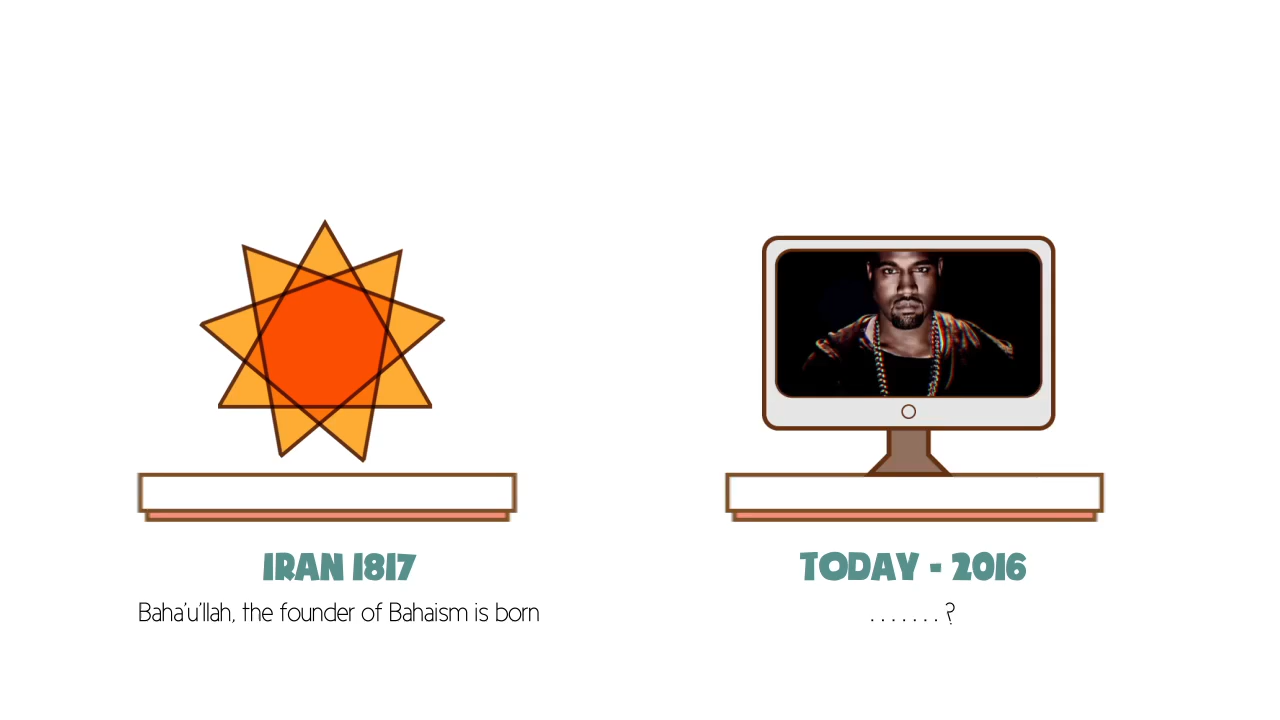 IRAN 1817
Baha'u'llah, the founder of Bahaism is born
TODAY - 2016
.......?